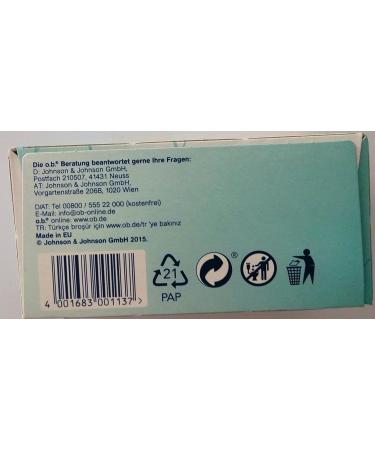 Die o.b.® Beratung beantwortet gerne Ihre Fragen:
D: Johnson & Johnson GmbH,
Postfach 210507, 41431 Neuss
AT: Johnson & Johnson GmbH,
Vorgartenstraße 206B, 1020 Wien
D/AT: Tel 00800 / 555 22 000 (kostenfrei)
E-Mail: info@ob-online.de
o.b.® online: www.ob.de
TR: Türkçe broşür için www.ob.de/tr 'ye bakınız
Made in EU
© Johnson & Johnson GmbH 2015.
4 001683 001137 >
21
PAP
®